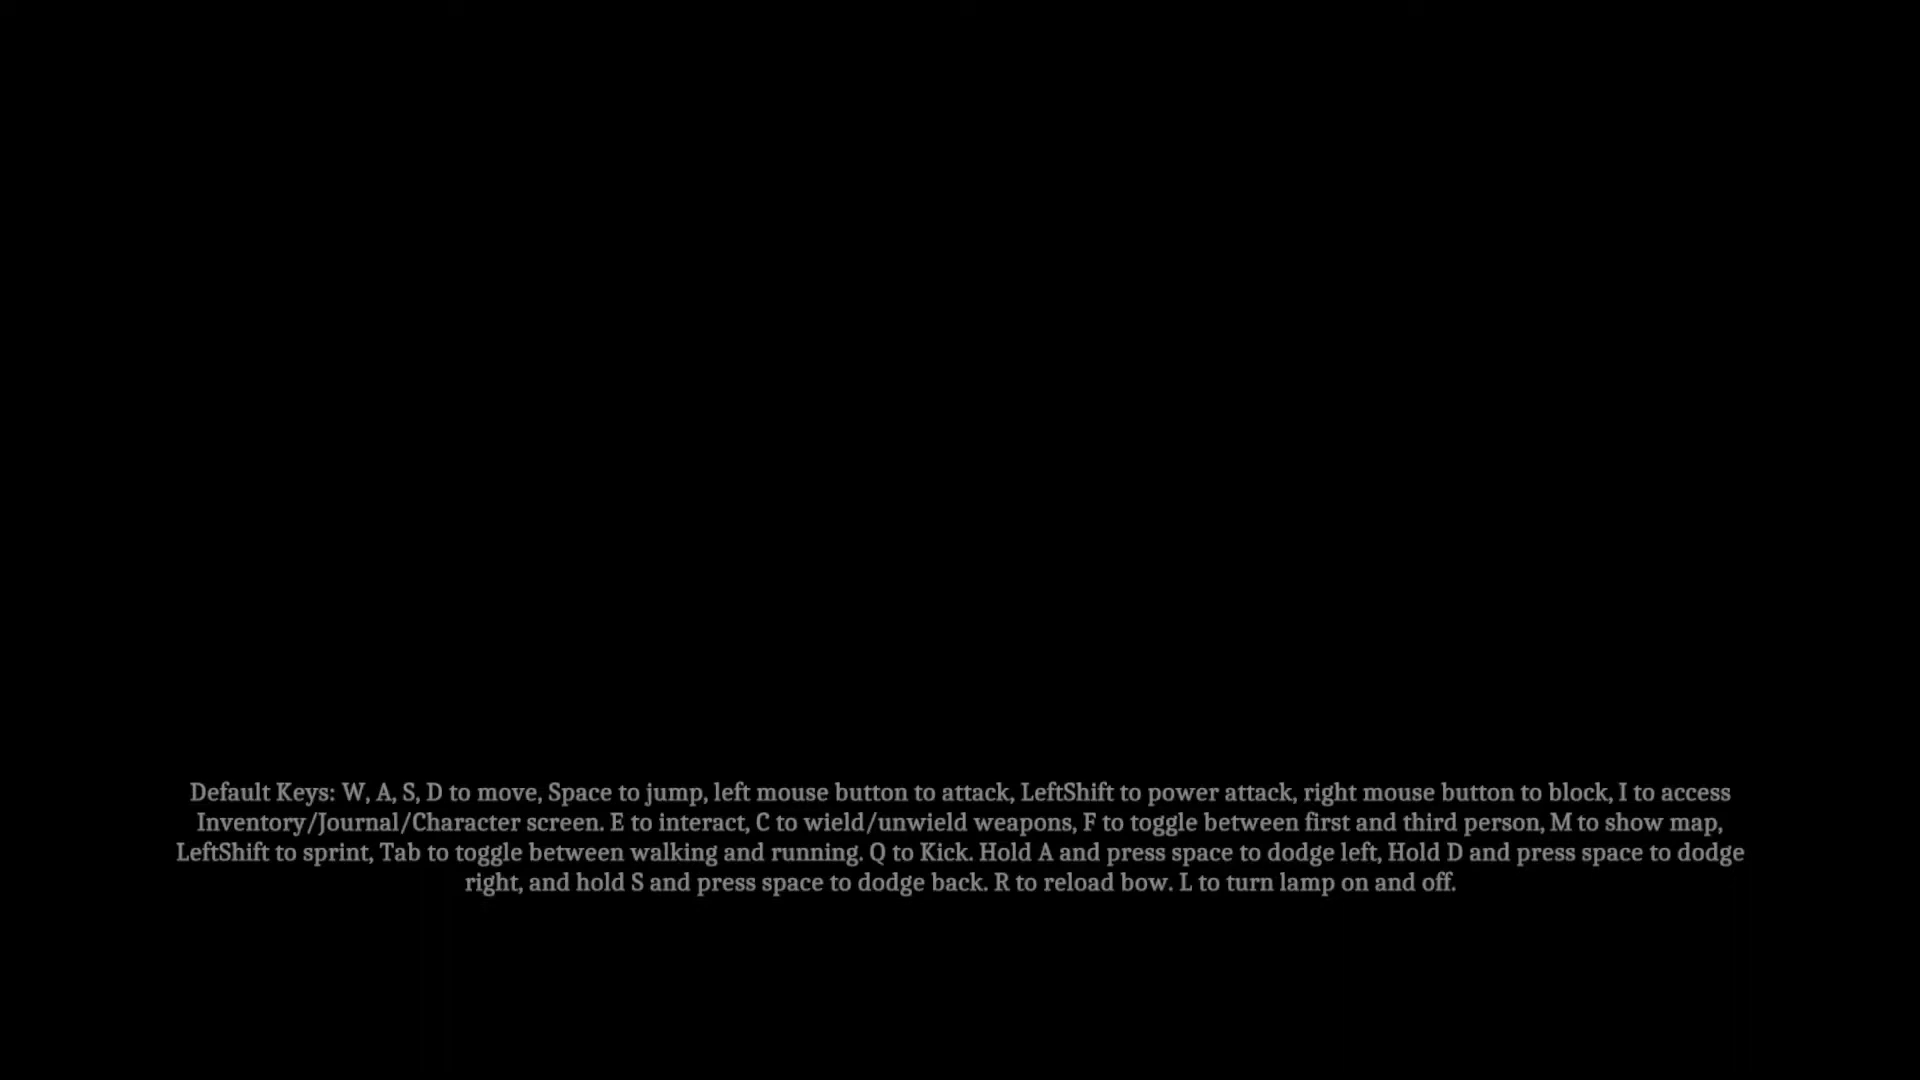 Default Keys: W, A, S, D to move, Space to jump, left mouse button to attack, LeftShift to power attack, right mouse button to block, I to access
Inventory/Journal/Character screen. E to interact, C to wield/unwield weapons, F to toggle between first and third person, M to show map,
LeftShift to sprint, Tab to toggle between walking and running. Q to Kick. Hold A and press space to dodge left, Hold D and press space to dodge
right, and hold S and press space to dodge back. R to reload bow. L to turn lamp on and off.